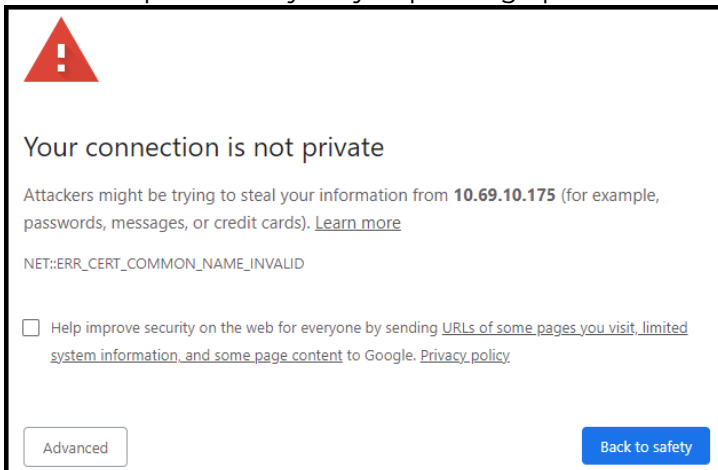 Your connection is not private
Attackers might be trying to steal your information from 10.69.10.175 (for example,
passwords, messages, or credit cards). Learn more
NET::ERR_CERT_COMMON_NAME_INVALID
Help improve security on the web for everyone by sending URLs of some pages you visit, limited
system information, and some page content to Google. Privacy policy
Advanced
Back to safety